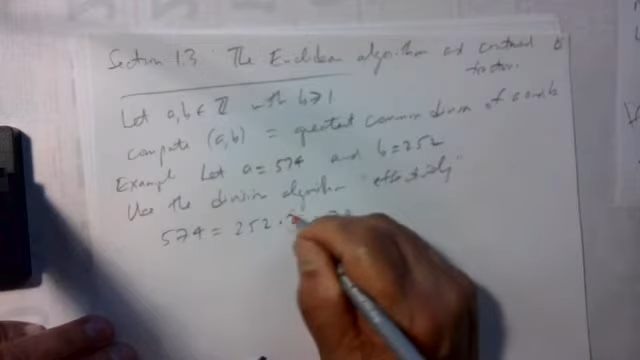 Section 1.3 The Euclidean algorithm and continued
fraction
Let a, b ∈ ℤ with b ≥ 1
compute (a, b) = greatest common divisor of a and b
Example Let a = 574 and b = 252
Use the division algorithm "effectively"
574 = 252 ·